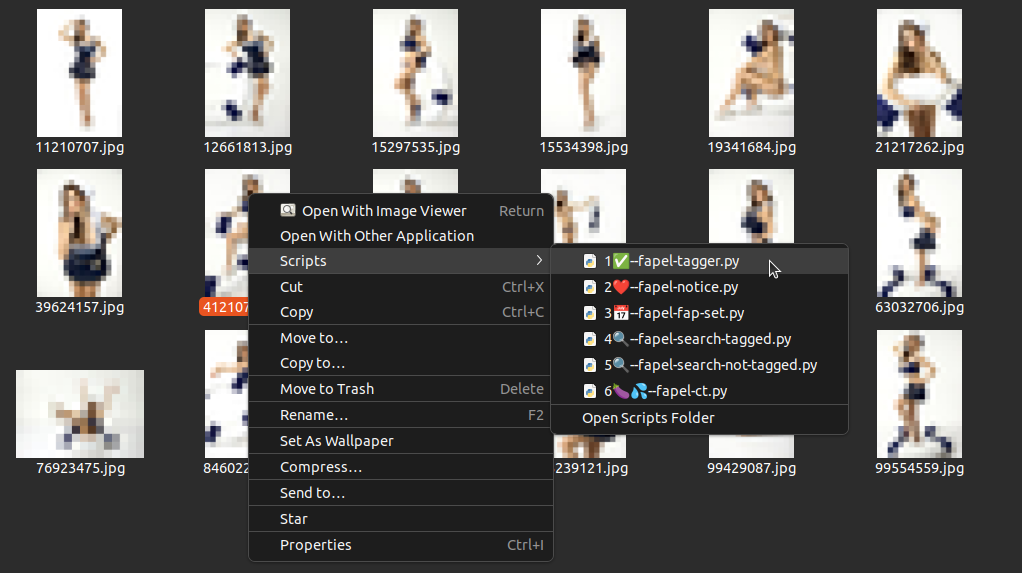 11210707.jpg
12661813.jpg
15297535.jpg
15534398.jpg
19341684.jpg
21217262.jpg
39624157.jpg
63032706.jpg
76923475.jpg
99429087.jpg
99554559.jpg
Open With Image Viewer Return
Open With Other Application
Scripts
Cut Ctrl+X
Copy Ctrl+C
Move to…
Copy to…
Move to Trash Delete
Rename… F2
Set As Wallpaper
Compress…
Send to…
Star
Properties Ctrl+I
1✅--fapel-tagger.py
2❤️--fapel-notice.py
3📅--fapel-fap-set.py
4🔍--fapel-search-tagged.py
5🔍--fapel-search-not-tagged.py
6🍆💦--fapel-ct.py
Open Scripts Folder